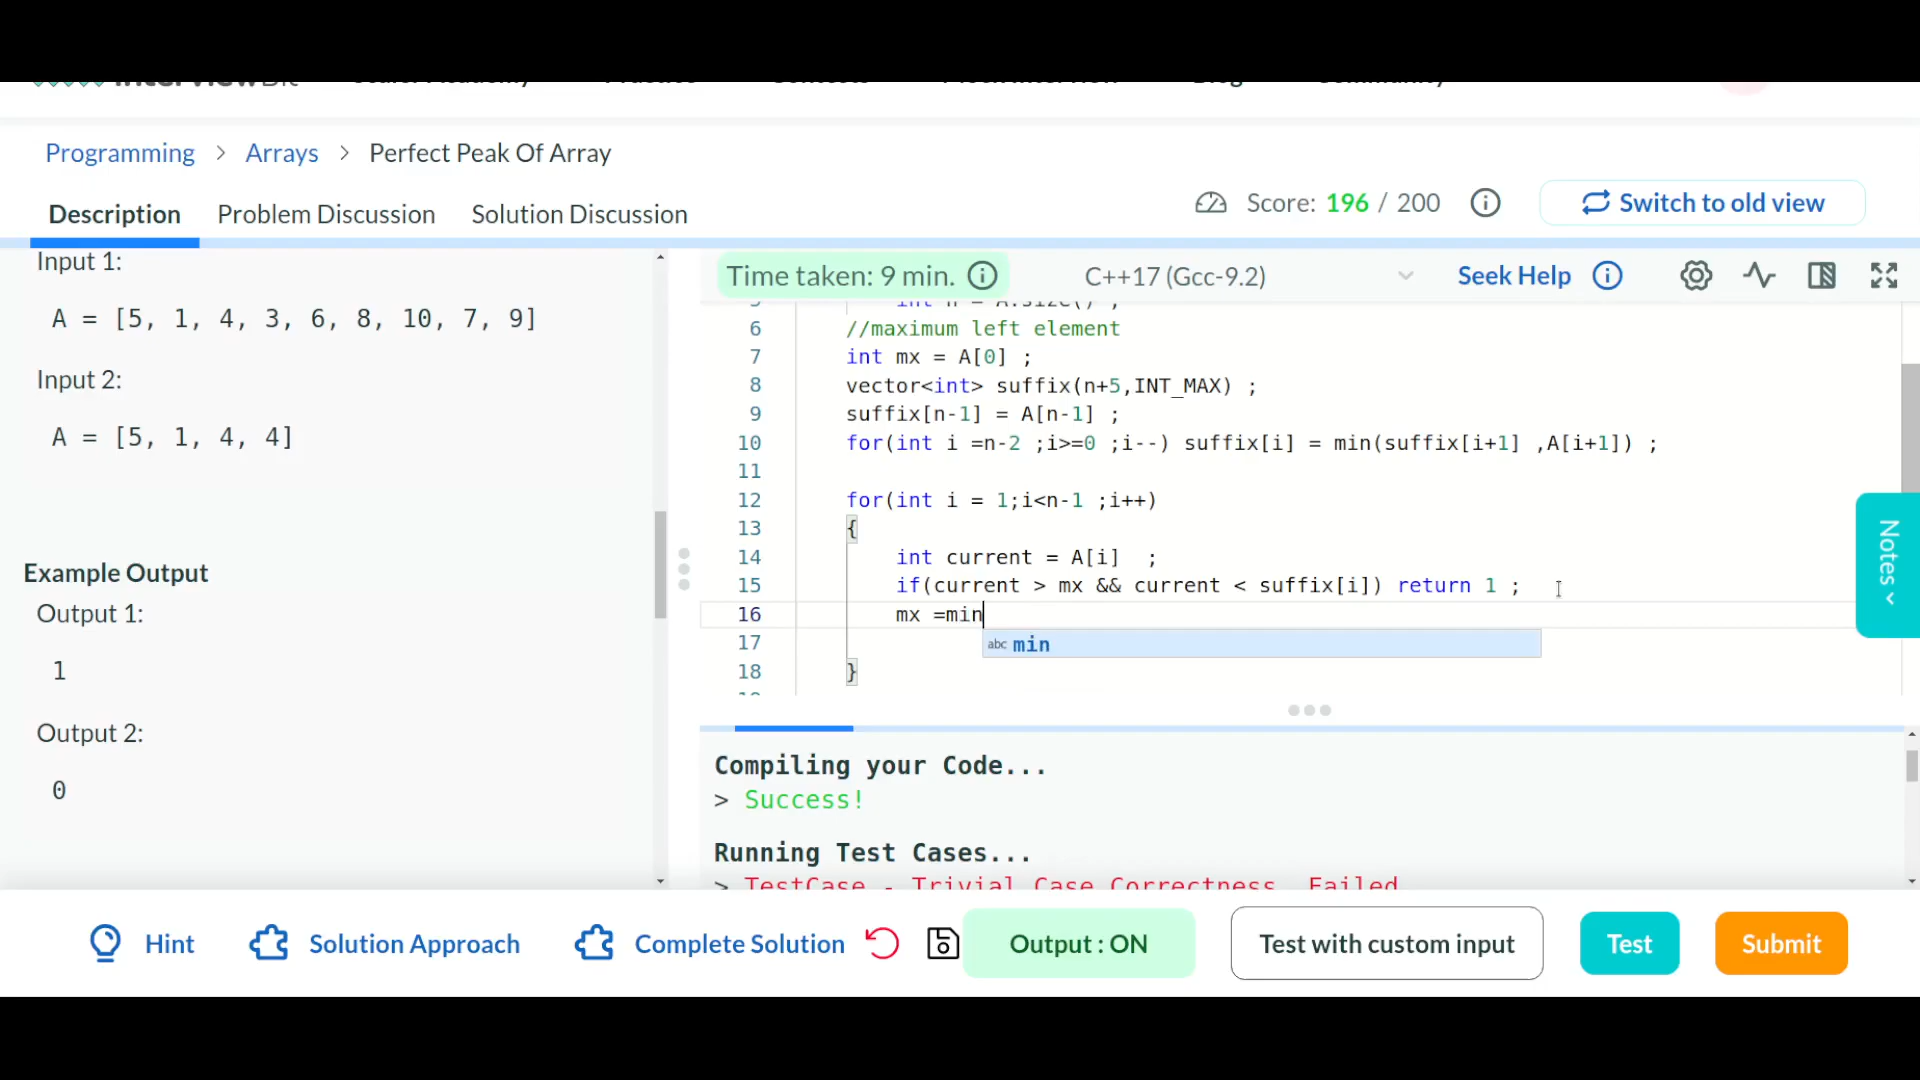 Programming > Arrays > Perfect Peak Of Array
Description Problem Discussion Solution Discussion
Score: 196 / 200
Switch to old view
Input 1:
A = [5, 1, 4, 3, 6, 8, 10, 7, 9]
Input 2:
A = [5, 1, 4, 4]
Example Output
Output 1:
1
Output 2:
0
Time taken: 9 min.
C++17 (Gcc-9.2)
Seek Help
6 //maximum left element
7 int mx = A[0] ;
8 vector<int> suffix(n+5,INT_MAX) ;
9 suffix[n-1] = A[n-1] ;
10 for(int i =n-2 ;i>=0 ;i--) suffix[i] = min(suffix[i+1] ,A[i+1]) ;
11
12 for(int i = 1;i<n-1 ;i++)
13 {
14 int current = A[i]  ;
15 if(current > mx && current < suffix[i]) return 1 ;
16 mx =min
abc min
17
18 }
Notes
Compiling your Code...
> Success!
Running Test Cases...
> TestCase - Trivial Case Correctness Failed
Hint
Solution Approach
Complete Solution
Output : ON
Test with custom input
Test
Submit